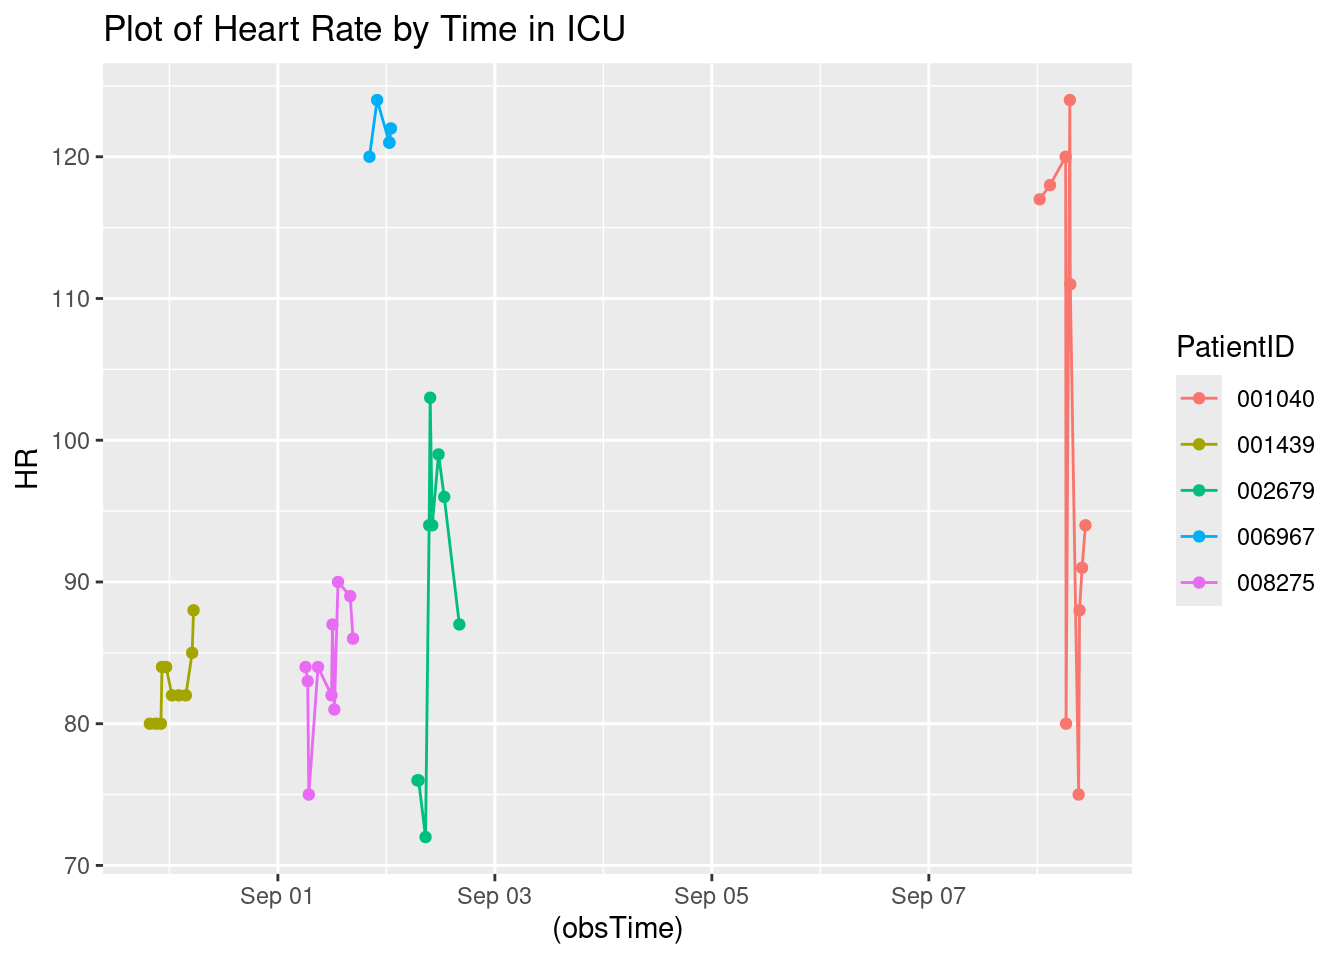 Plot of Heart Rate by Time in ICU
HR
120
110
100
90
80
70
Sep 01 Sep 03 Sep 05 Sep 07
(obsTime)
PatientID
001040
001439
002679
006967
008275